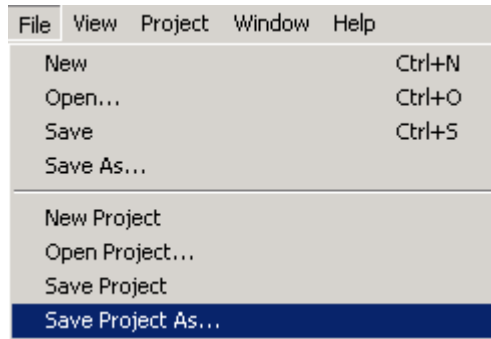 File View Project Window Help
New Ctrl+N
Open... Ctrl+O
Save Ctrl+S
Save As...
New Project
Open Project...
Save Project
Save Project As...